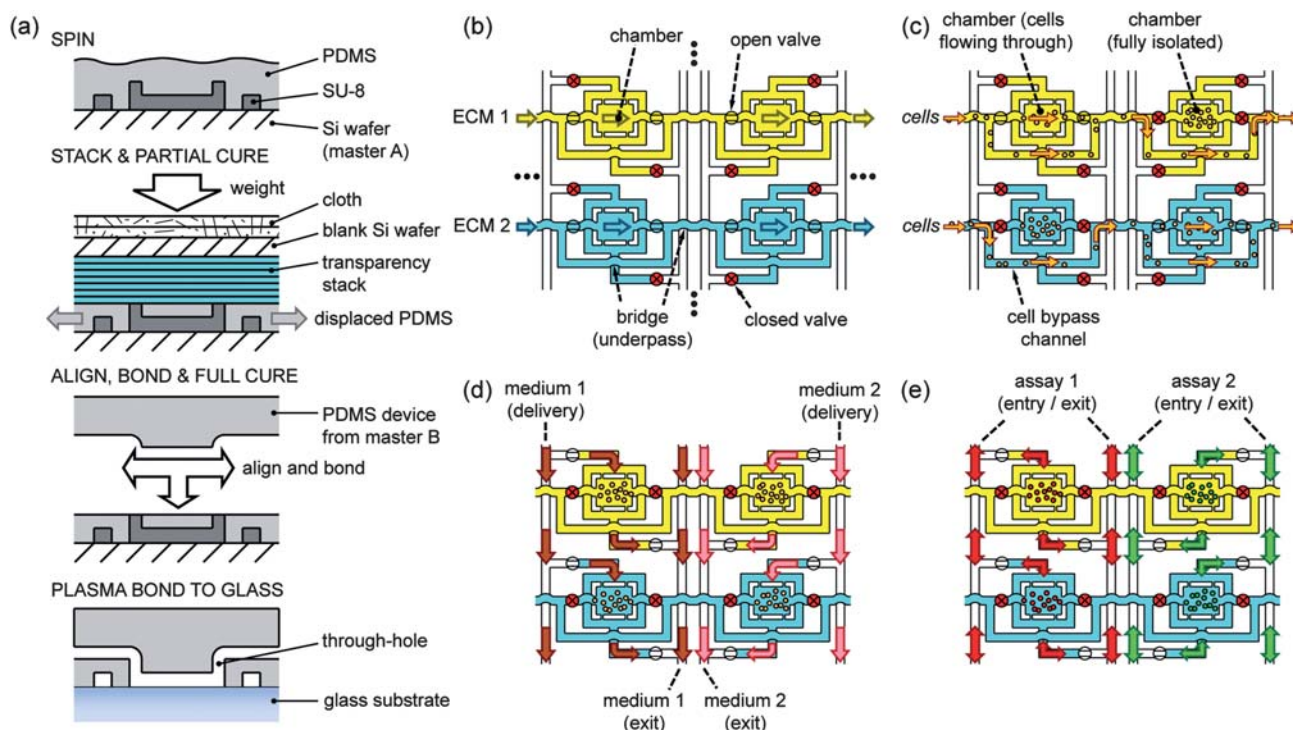 (a)
SPIN
PDMS
SU-8
Si wafer
(master A)
STACK & PARTIAL CURE
weight
cloth
blank Si wafer
transparency
stack
displaced PDMS
ALIGN, BOND & FULL CURE
PDMS device
from master B
align and bond
PLASMA BOND TO GLASS
through-hole
glass substrate
(b)
chamber
open valve
ECM 1
ECM 2
bridge
(underpass)
closed valve
(c)
chamber (cells
flowing through)
chamber
(fully isolated)
cells
cells
cell bypass
channel
(d)
medium 1
(delivery)
medium 2
(delivery)
medium 1
(exit)
medium 2
(exit)
(e)
assay 1
(entry / exit)
assay 2
(entry / exit)